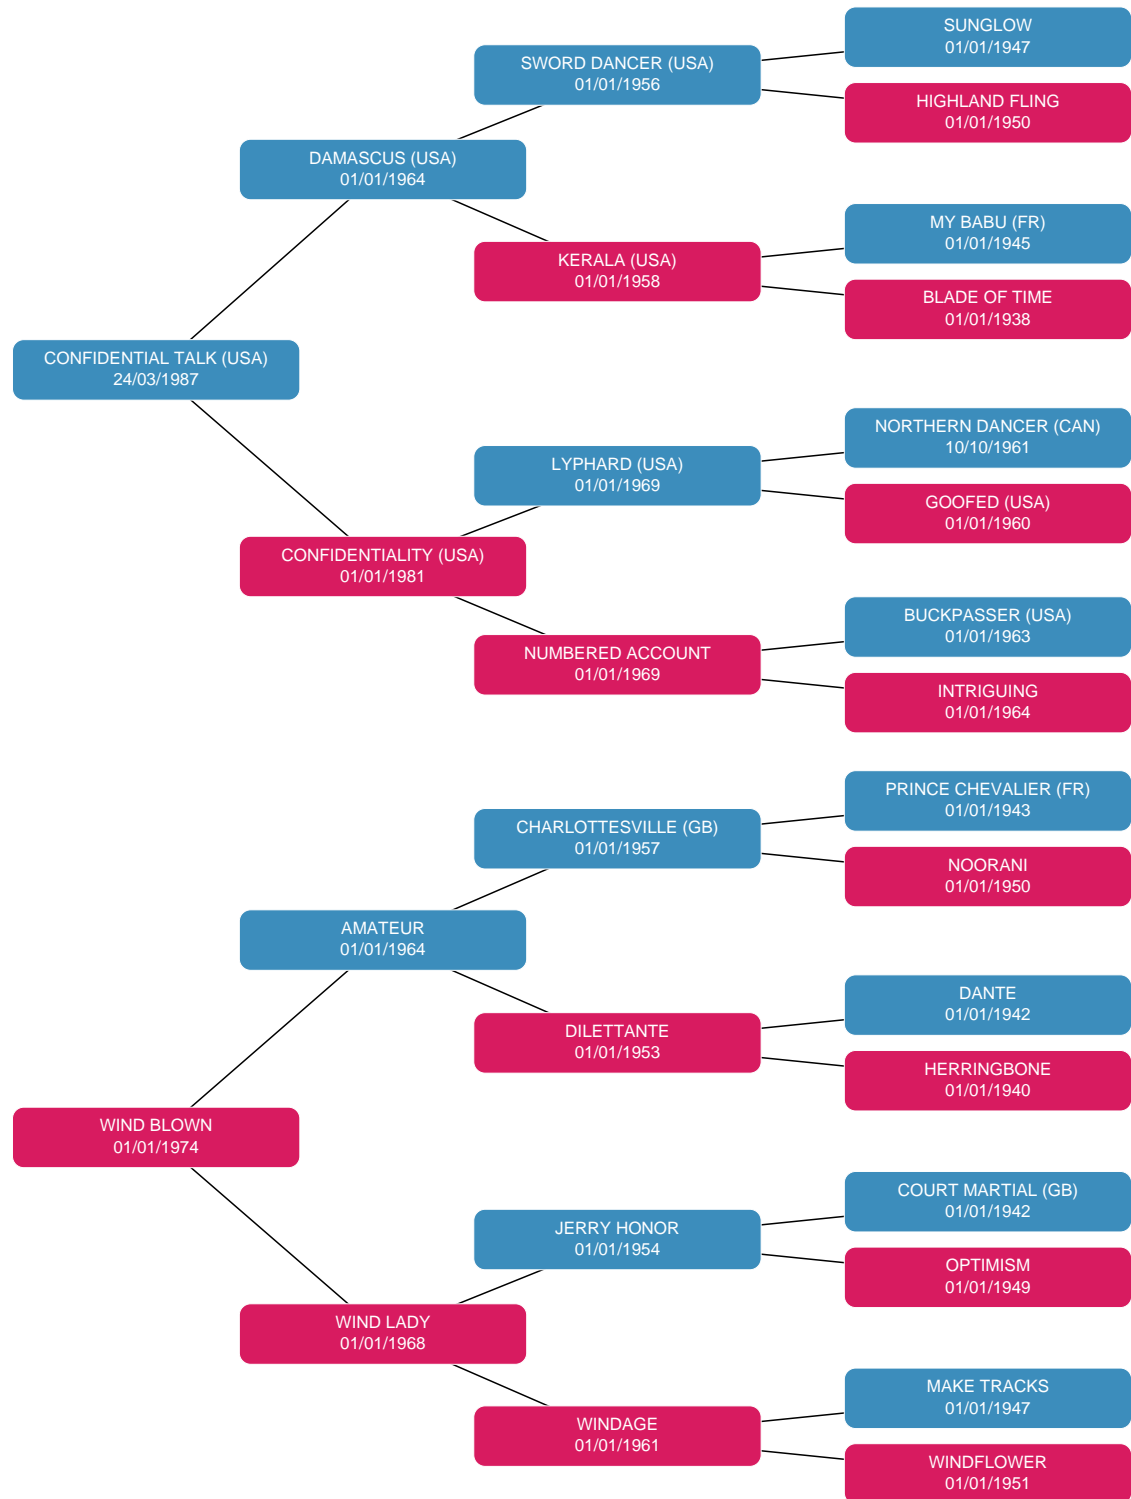 SUNGLOW
01/01/1947
SWORD DANCER (USA)
01/01/1956
HIGHLAND FLING
01/01/1950
DAMASCUS (USA)
01/01/1964
MY BABU (FR)
01/01/1945
KERALA (USA)
01/01/1958
BLADE OF TIME
01/01/1938
CONFIDENTIAL TALK (USA)
24/03/1987
NORTHERN DANCER (CAN)
10/10/1961
LYPHARD (USA)
01/01/1969
GOOFED (USA)
01/01/1960
CONFIDENTIALITY (USA)
01/01/1981
BUCKPASSER (USA)
01/01/1963
NUMBERED ACCOUNT
01/01/1969
INTRIGUING
01/01/1964
PRINCE CHEVALIER (FR)
01/01/1943
CHARLOTTESVILLE (GB)
01/01/1957
NOORANI
01/01/1950
AMATEUR
01/01/1964
DANTE
01/01/1942
DILETTANTE
01/01/1953
HERRINGBONE
01/01/1940
WIND BLOWN
01/01/1974
COURT MARTIAL (GB)
01/01/1942
JERRY HONOR
01/01/1954
OPTIMISM
01/01/1949
WIND LADY
01/01/1968
MAKE TRACKS
01/01/1947
WINDAGE
01/01/1961
WINDFLOWER
01/01/1951